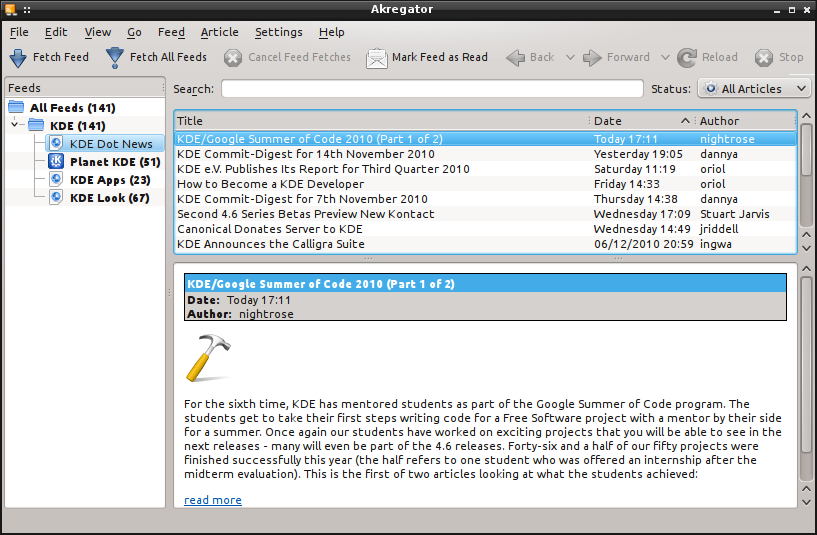 Akregator
File Edit View Go Feed Article Settings Help
Fetch Feed Fetch All Feeds Cancel Feed Fetches Mark Feed as Read Back Forward Reload Stop
Feeds
All Feeds (141)
KDE (141)
KDE Dot News
Planet KDE (51)
KDE Apps (23)
KDE Look (67)
Search: Status: All Articles
Title Date Author
KDE/Google Summer of Code 2010 (Part 1 of 2) Today 17:11 nightrose
KDE Commit-Digest for 14th November 2010 Yesterday 19:05 dannya
KDE e.V. Publishes Its Report for Third Quarter 2010 Saturday 11:19 oriol
How to Become a KDE Developer Friday 14:33 oriol
KDE Commit-Digest for 7th November 2010 Thursday 14:38 dannya
Second 4.6 Series Betas Preview New Kontact Wednesday 17:09 Stuart Jarvis
Canonical Donates Server to KDE Wednesday 14:49 jriddell
KDE Announces the Calligra Suite 06/12/2010 20:59 ingwa
KDE/Google Summer of Code 2010 (Part 1 of 2)
Date: Today 17:11
Author: nightrose
For the sixth time, KDE has mentored students as part of the Google Summer of Code program. The
students get to take their first steps writing code for a Free Software project with a mentor by their side
for a summer. Once again our students have worked on exciting projects that you will be able to see in the
next releases - many will even be part of the 4.6 releases. Forty-six and a half of our fifty projects were
finished successfully this year (the half refers to one student who was offered an internship after the
midterm evaluation). This is the first of two articles looking at what the students achieved:
read more